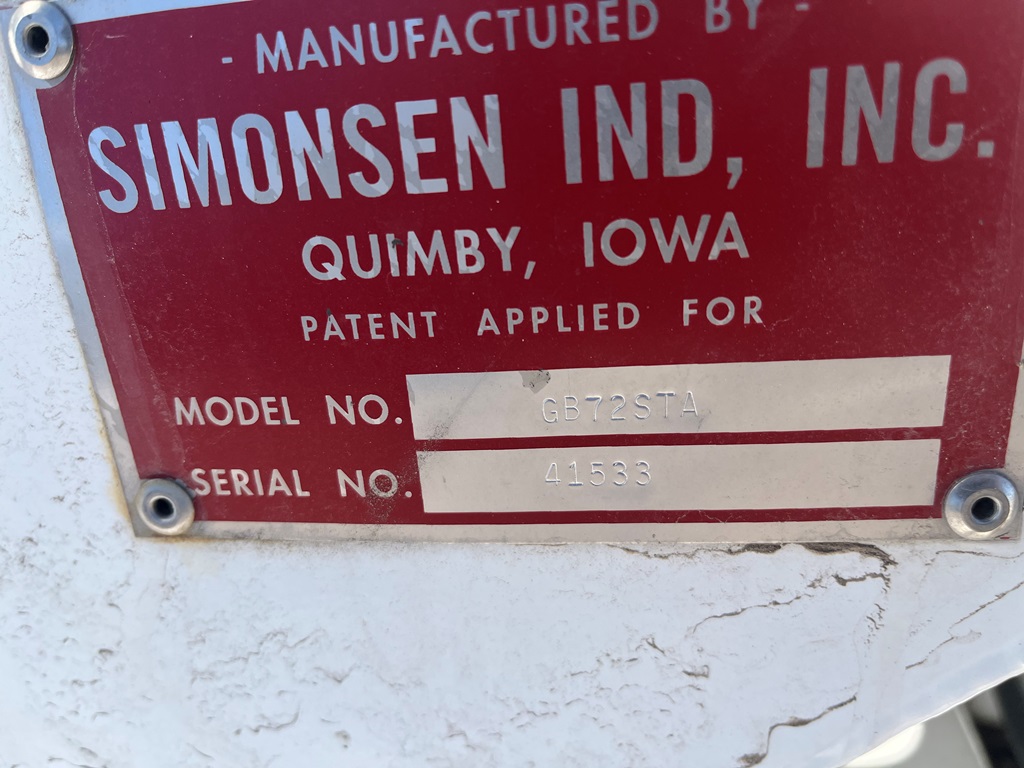 - MANUFACTURED BY -
SIMONSEN IND, INC.
QUIMBY, IOWA
PATENT APPLIED FOR
MODEL NO. GB72STA
SERIAL NO. 41533